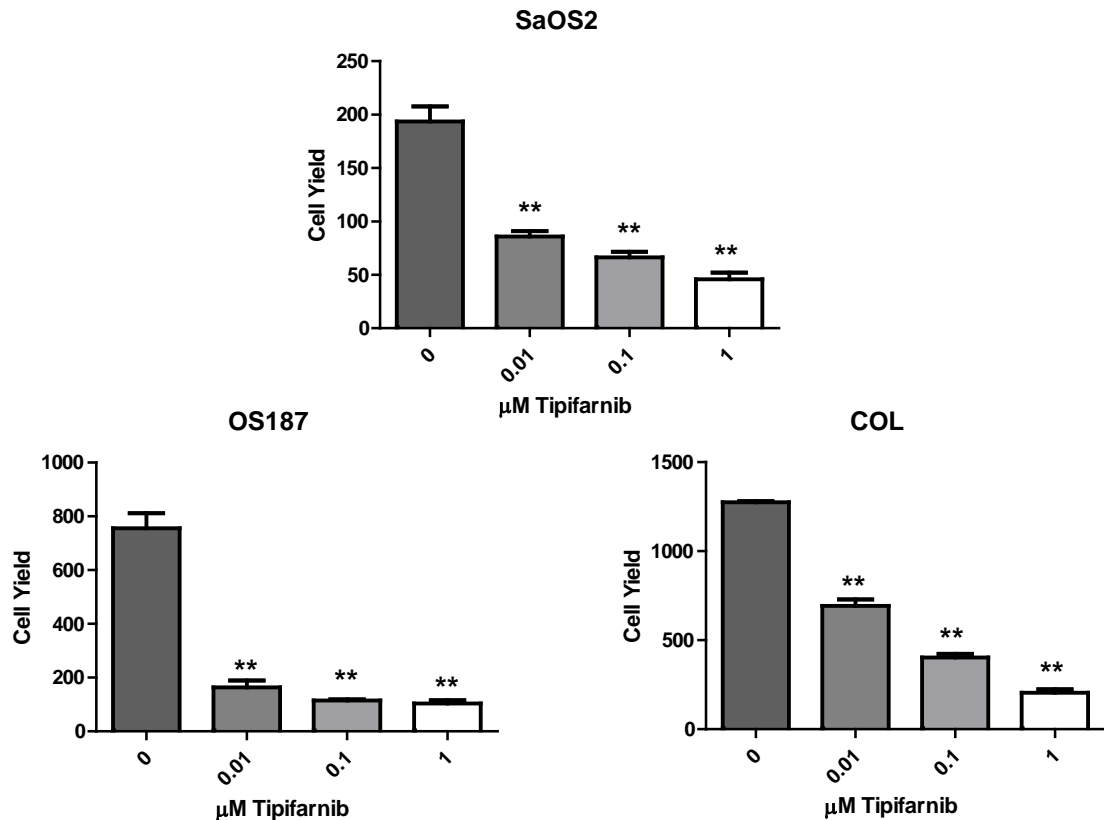 SaOS2
250
200
150
100
50
0
Cell Yield
** ** **
0 0.01 0.1 1
μM Tipifarnib
OS187
1000
800
600
400
200
0
Cell Yield
** ** **
0 0.01 0.1 1
μM Tipifarnib
COL
1500
1000
500
0
Cell Yield
**
**
**
0 0.01 0.1 1
μM Tipifarnib